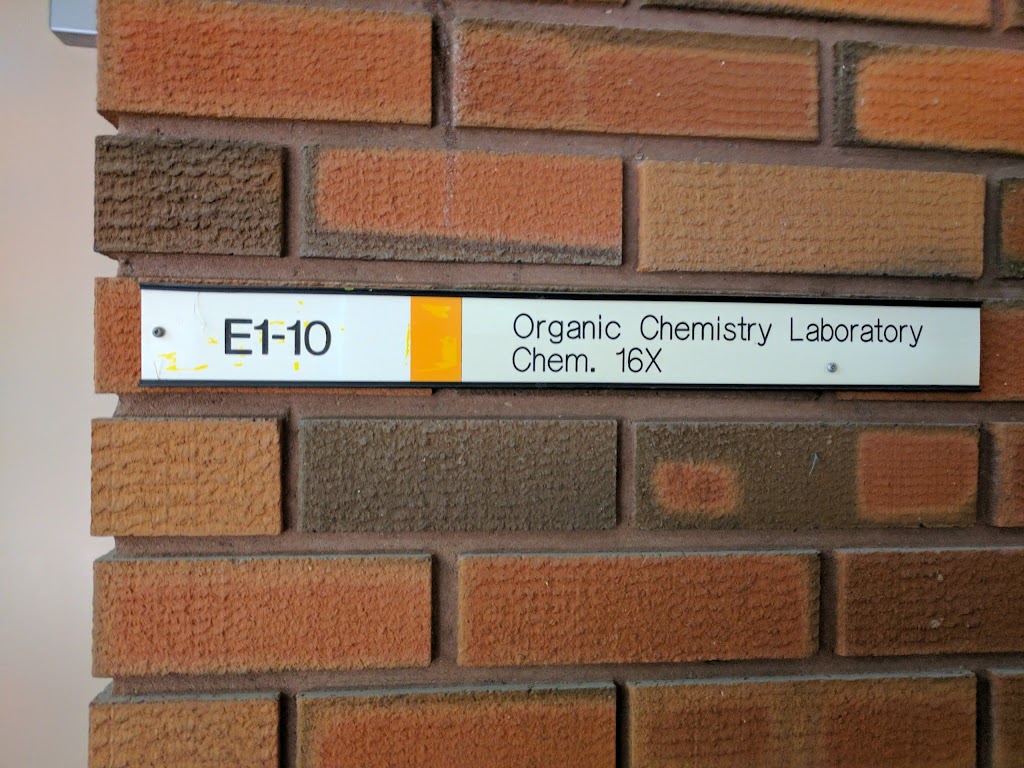 E1-10
Organic Chemistry Laboratory
Chem. 16X